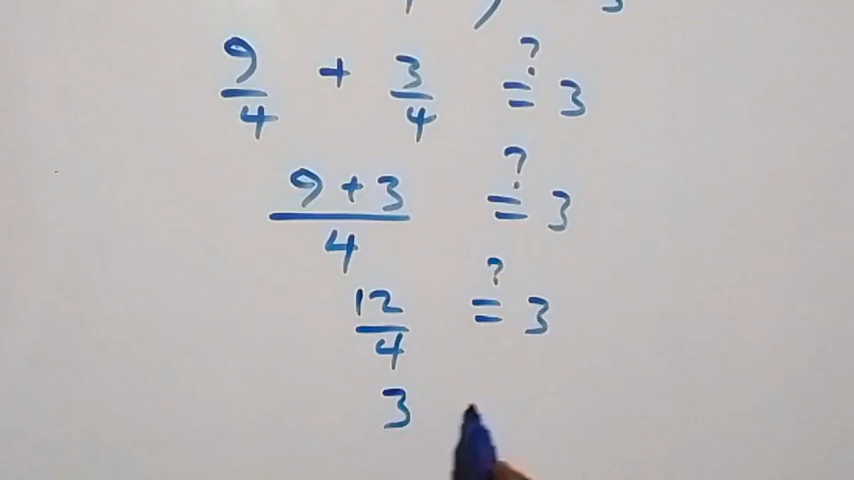 9/4 + 3/4 ≟ 3
(9 + 3)/4 ≟ 3
12/4 ≟ 3
3